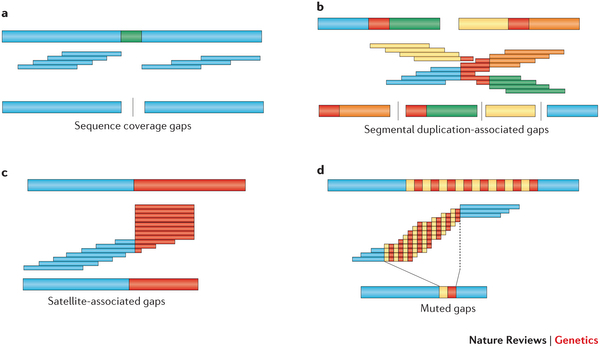 a
Sequence coverage gaps
b
Segmental duplication-associated gaps
c
Satellite-associated gaps
d
Muted gaps
Nature Reviews | Genetics